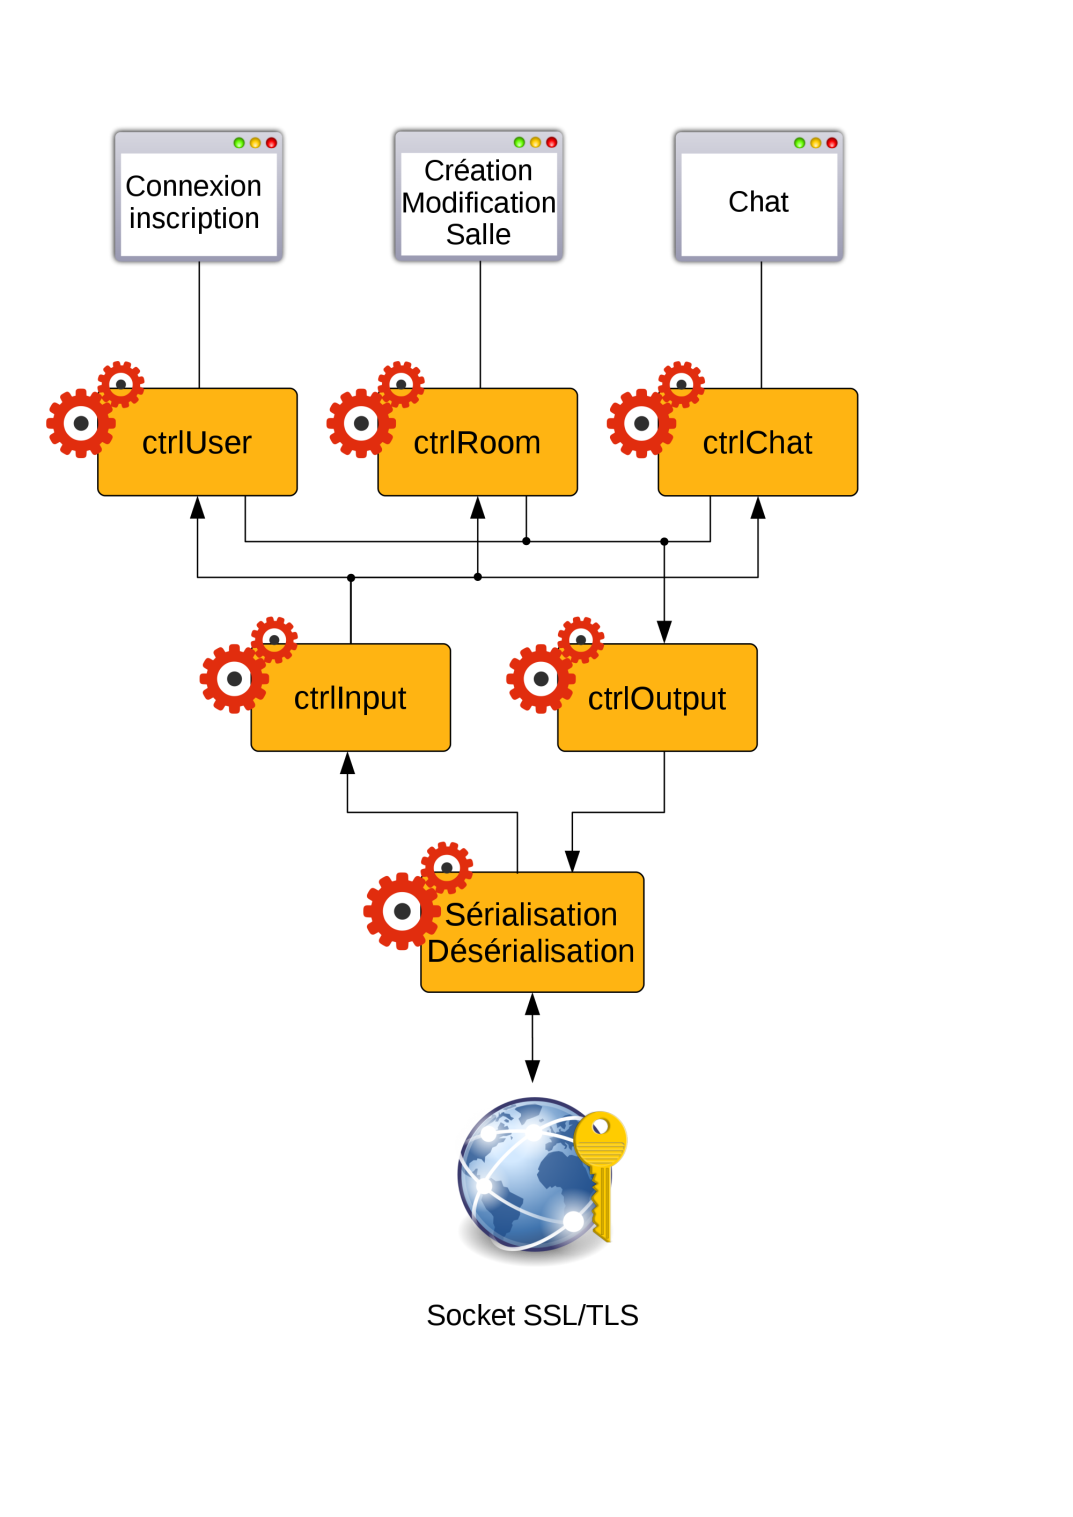 Connexion
inscription
Création
Modification
Salle
Chat
ctrlUser
ctrlRoom
ctrlChat
ctrlInput
ctrlOutput
Sérialisation
Désérialisation
Socket SSL/TLS